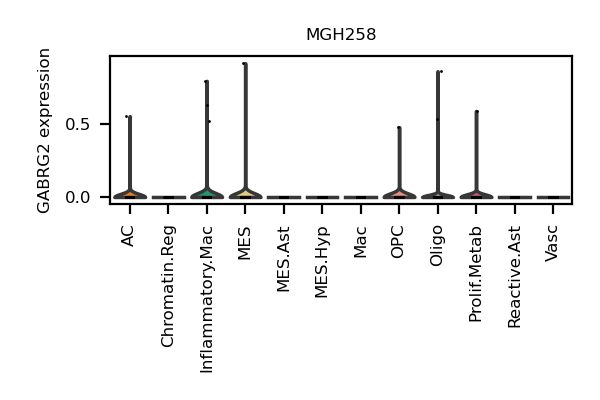 MGH258
GABRG2 expression
0.5
0.0
AC
Chromatin.Reg
Inflammatory.Mac
MES
MES.Ast
MES.Hyp
Mac
OPC
Oligo
Prolif.Metab
Reactive.Ast
Vasc